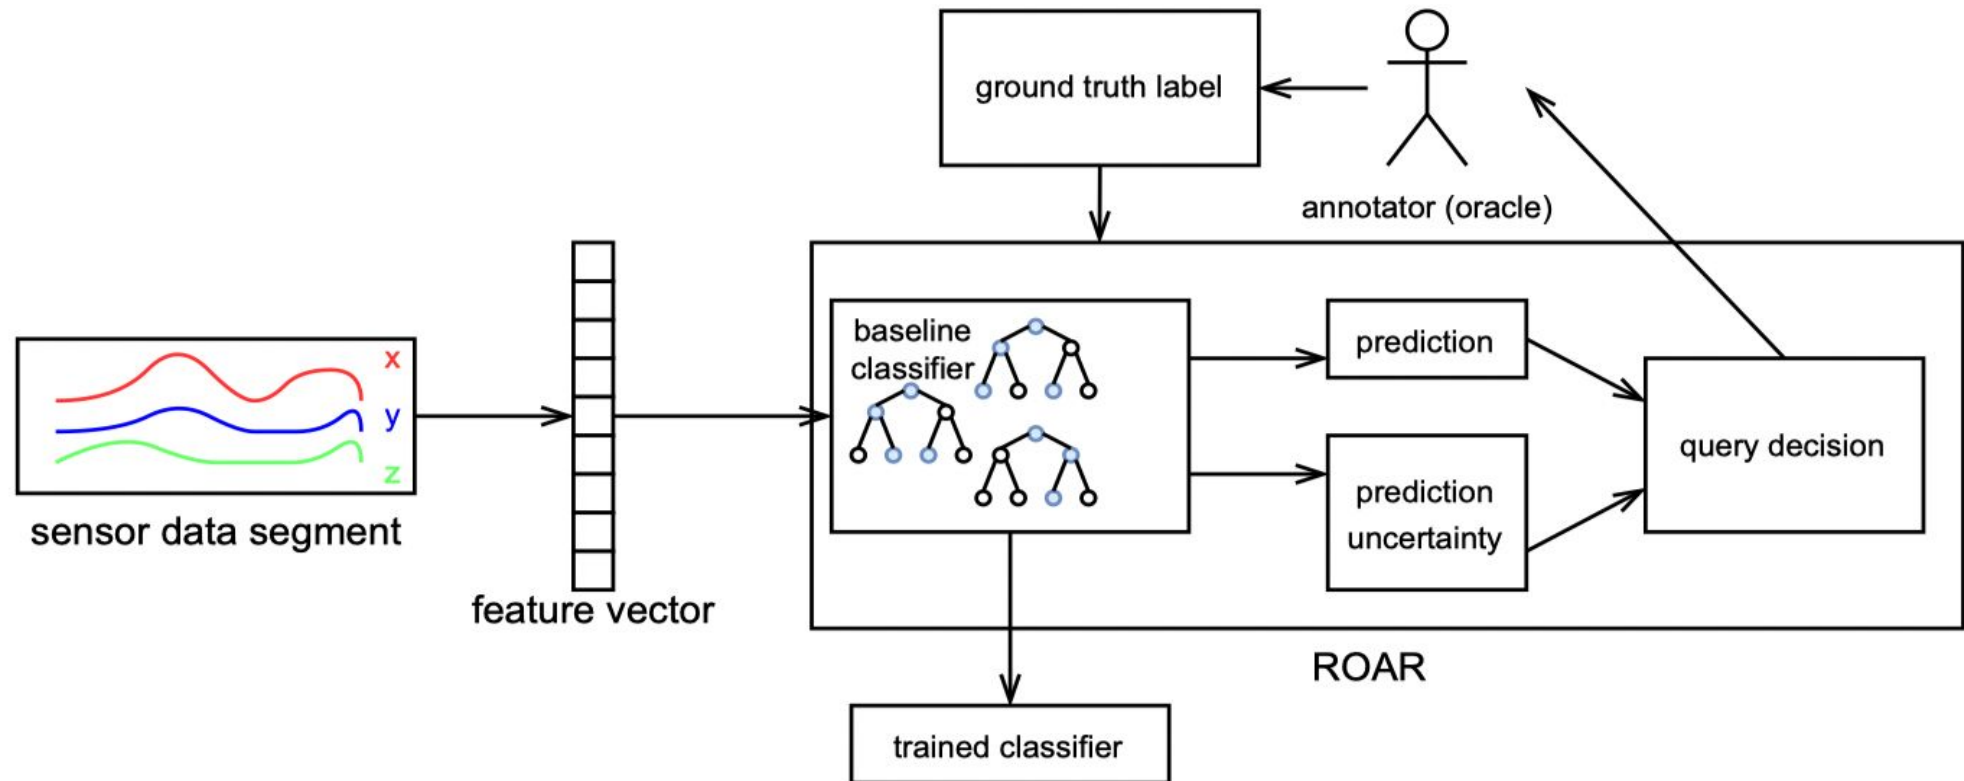 ground truth label
annotator (oracle)
x
y
z
sensor data segment
feature vector
baseline
classifier
prediction
prediction
uncertainty
query decision
ROAR
trained classifier